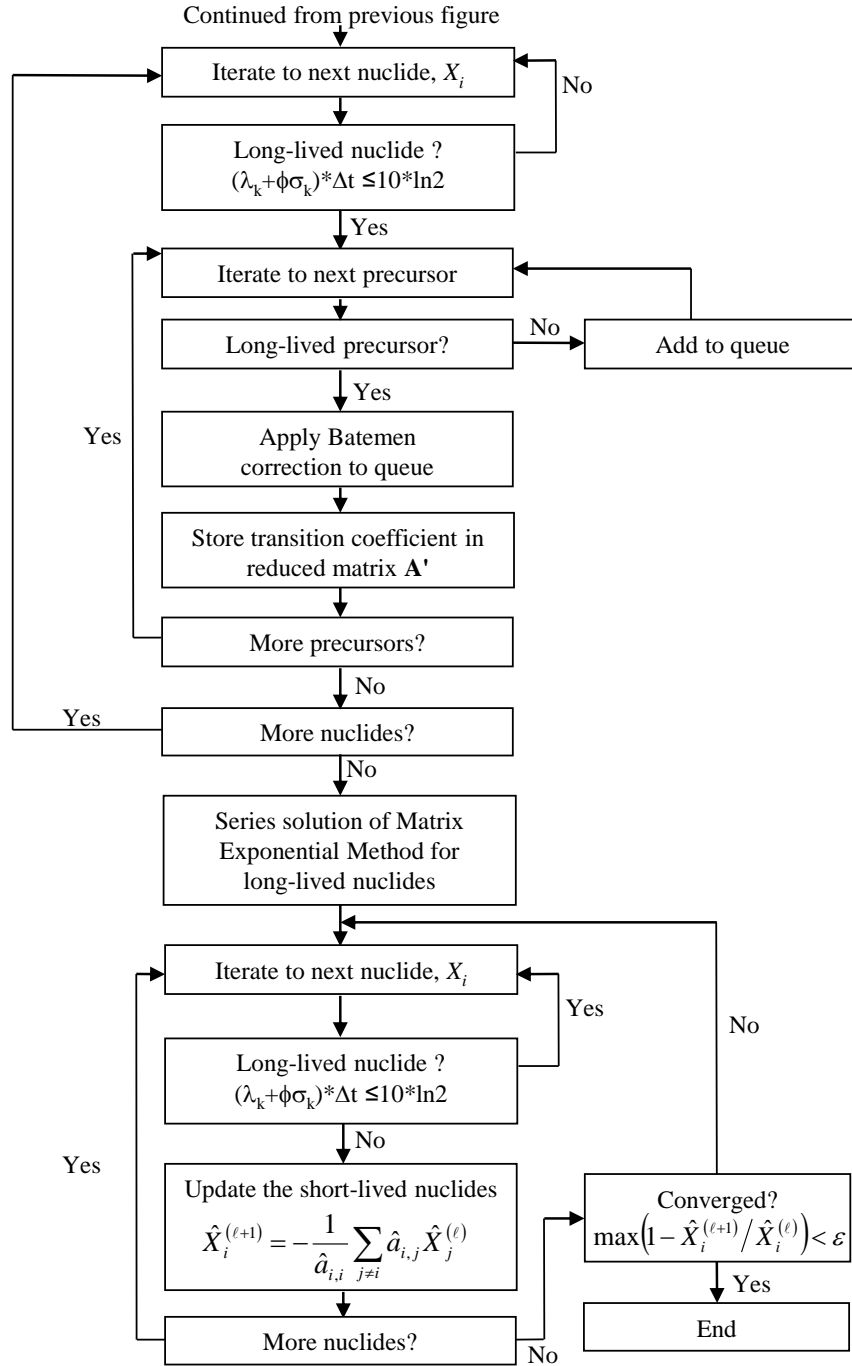 Continued from previous figure
Iterate to next nuclide, X_i
No
Long-lived nuclide ?
(λ_k+ϕσ_k)*Δt ≤10*ln2
Yes
Iterate to next precursor
Long-lived precursor?
No
Add to queue
Yes
Yes
Apply Batemen
correction to queue
Store transition coefficient in
reduced matrix A'
More precursors?
No
Yes
More nuclides?
No
Series solution of Matrix
Exponential Method for
long-lived nuclides
Iterate to next nuclide, X_i
Yes
No
Long-lived nuclide ?
(λ_k+ϕσ_k)*Δt ≤10*ln2
No
Yes
Update the short-lived nuclides
X̂_i^(ℓ+1) = −1/â_{i,i} ∑_{j≠i} â_{i,j} X̂_j^(ℓ)
Converged?
max(1 − X̂_i^(ℓ+1)/X̂_i^(ℓ)) < ε
Yes
More nuclides?
No
End